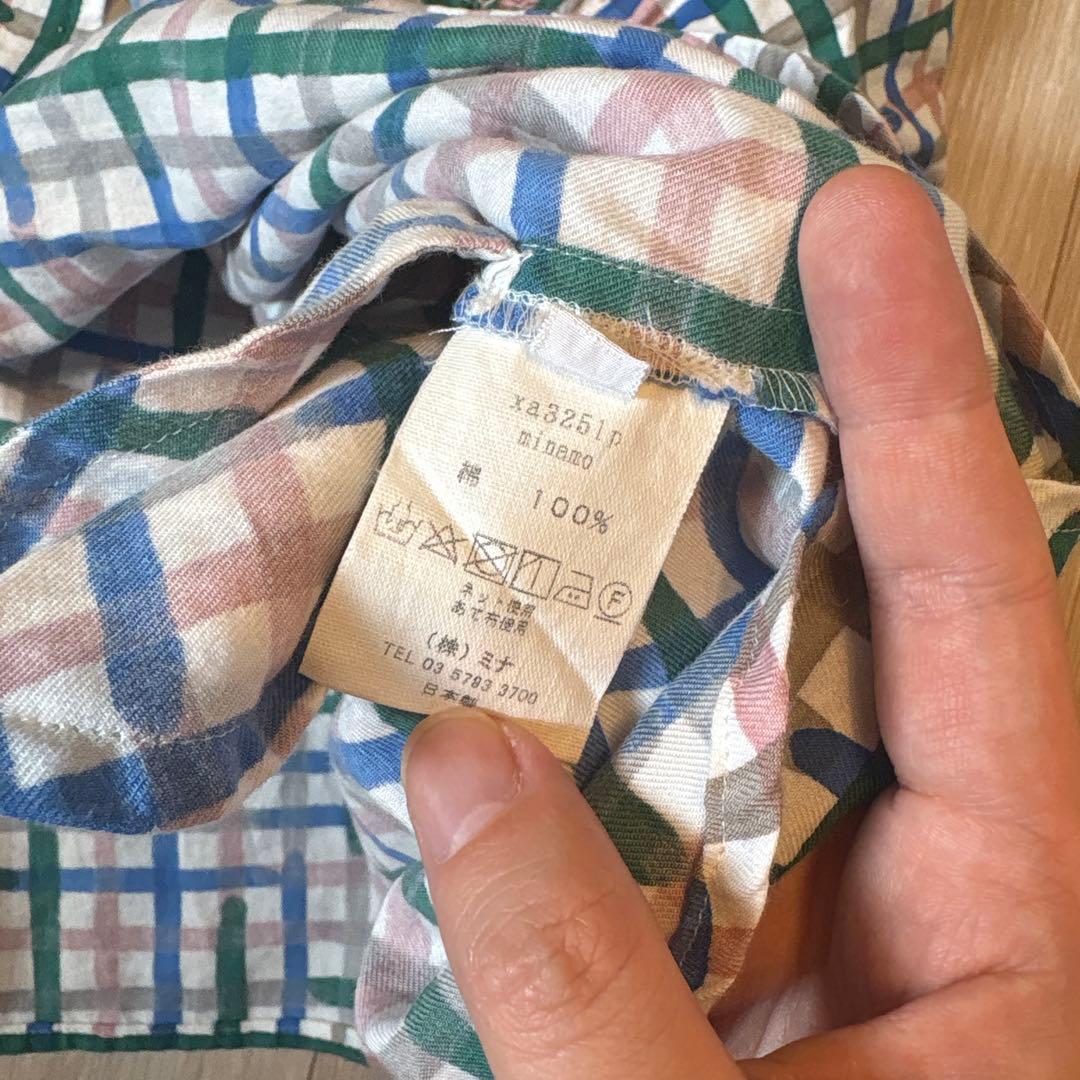 xa3251p
minamo
綿 100%
F
ネット使用
あて布使用
(株)ミナ
TEL 03 5793 3700
日本製